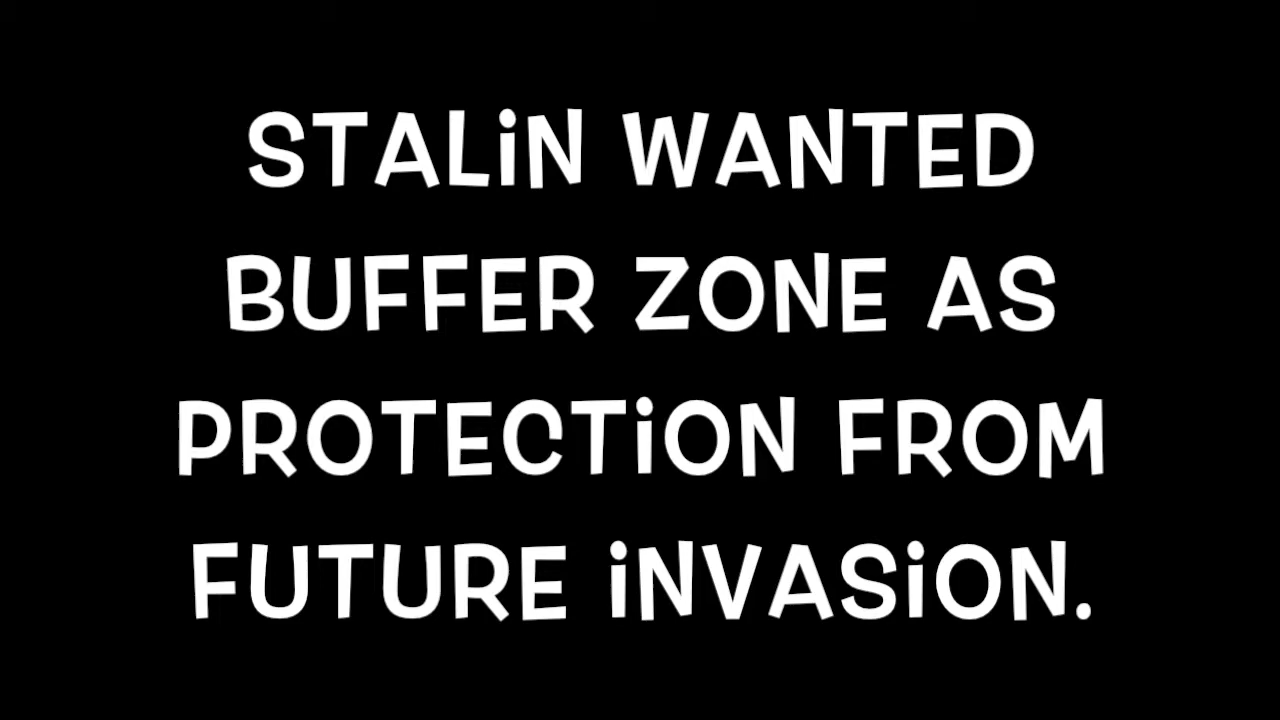 STALiN WANTED
BUFFER ZONE AS
PROTECTiON FROM
FUTURE iNVASiON.